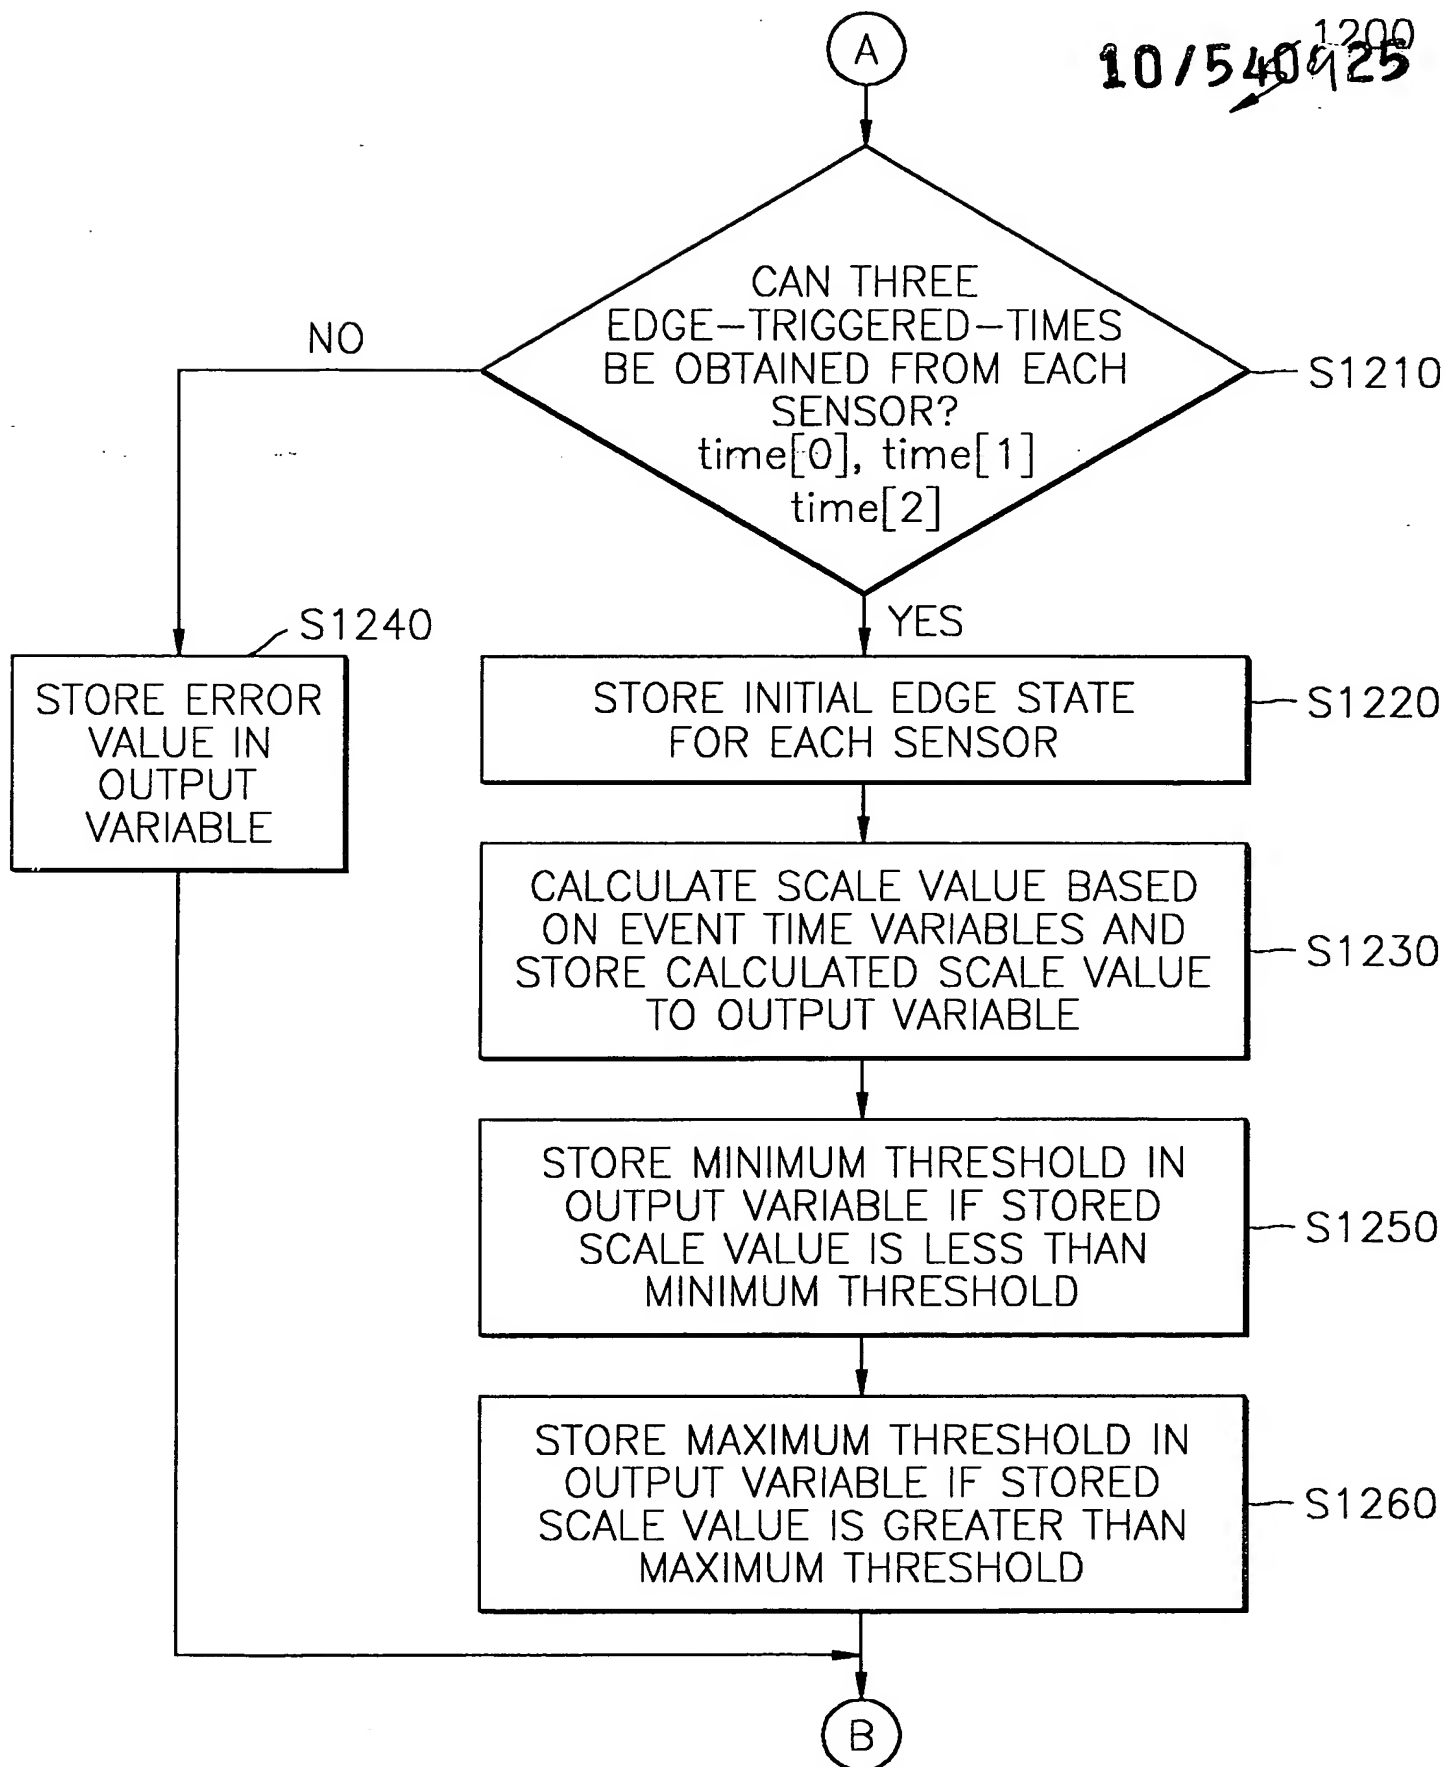 A
1200
10/540925
CAN THREE
EDGE-TRIGGERED-TIMES
BE OBTAINED FROM EACH
SENSOR?
time[0], time[1]
time[2]
NO
S1210
YES
S1240
STORE ERROR
VALUE IN
OUTPUT
VARIABLE
STORE INITIAL EDGE STATE
FOR EACH SENSOR
S1220
CALCULATE SCALE VALUE BASED
ON EVENT TIME VARIABLES AND
STORE CALCULATED SCALE VALUE
TO OUTPUT VARIABLE
S1230
STORE MINIMUM THRESHOLD IN
OUTPUT VARIABLE IF STORED
SCALE VALUE IS LESS THAN
MINIMUM THRESHOLD
S1250
STORE MAXIMUM THRESHOLD IN
OUTPUT VARIABLE IF STORED
SCALE VALUE IS GREATER THAN
MAXIMUM THRESHOLD
S1260
B